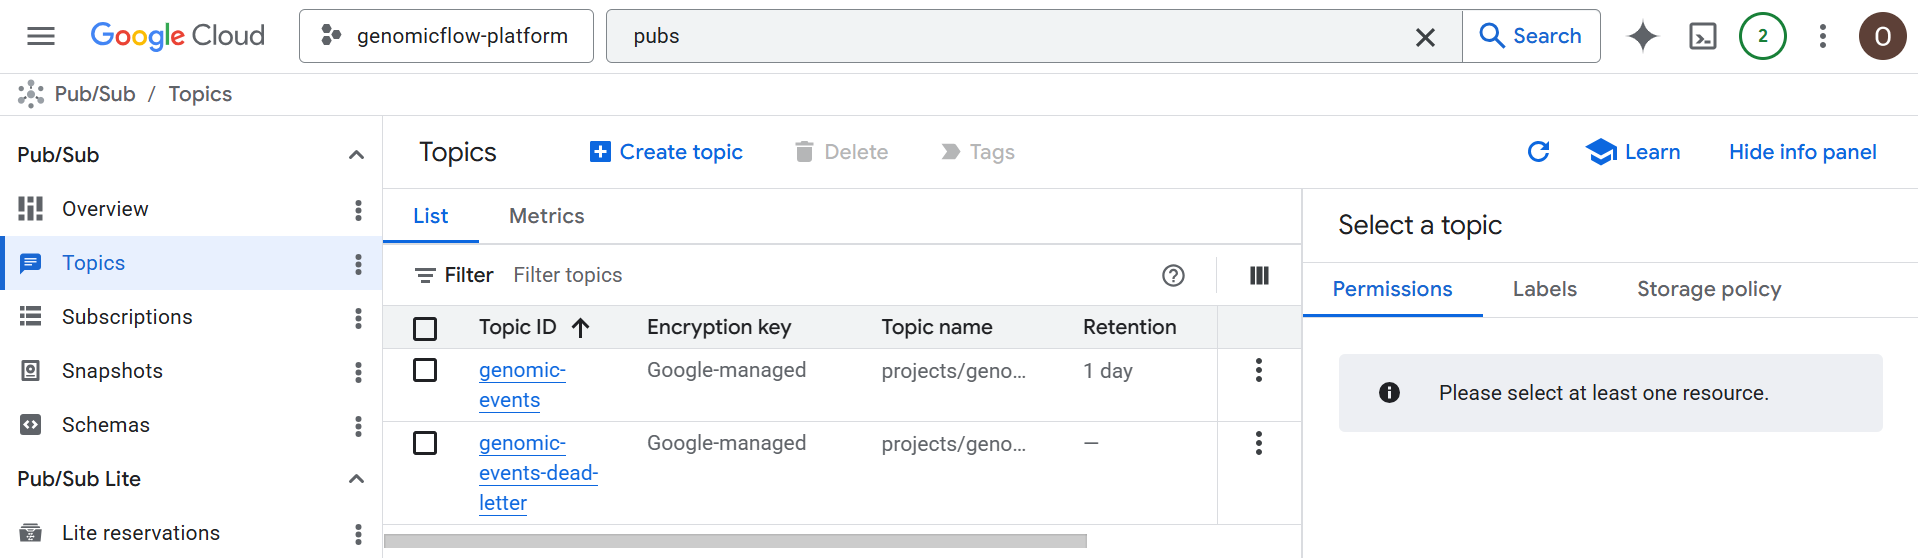 Google Cloud
genomicflow-platform
pubs
Search
2
O
Pub/Sub / Topics
Pub/Sub
Overview
Topics
Subscriptions
Snapshots
Schemas
Pub/Sub Lite
Lite reservations
Topics
Create topic
Delete
Tags
Learn
Hide info panel
List
Metrics
Filter Filter topics
Topic ID Encryption key Topic name Retention
genomic-
events
Google-managed
projects/geno...
1 day
genomic-
events-dead-
letter
Google-managed
projects/geno...
—
Select a topic
Permissions
Labels
Storage policy
Please select at least one resource.